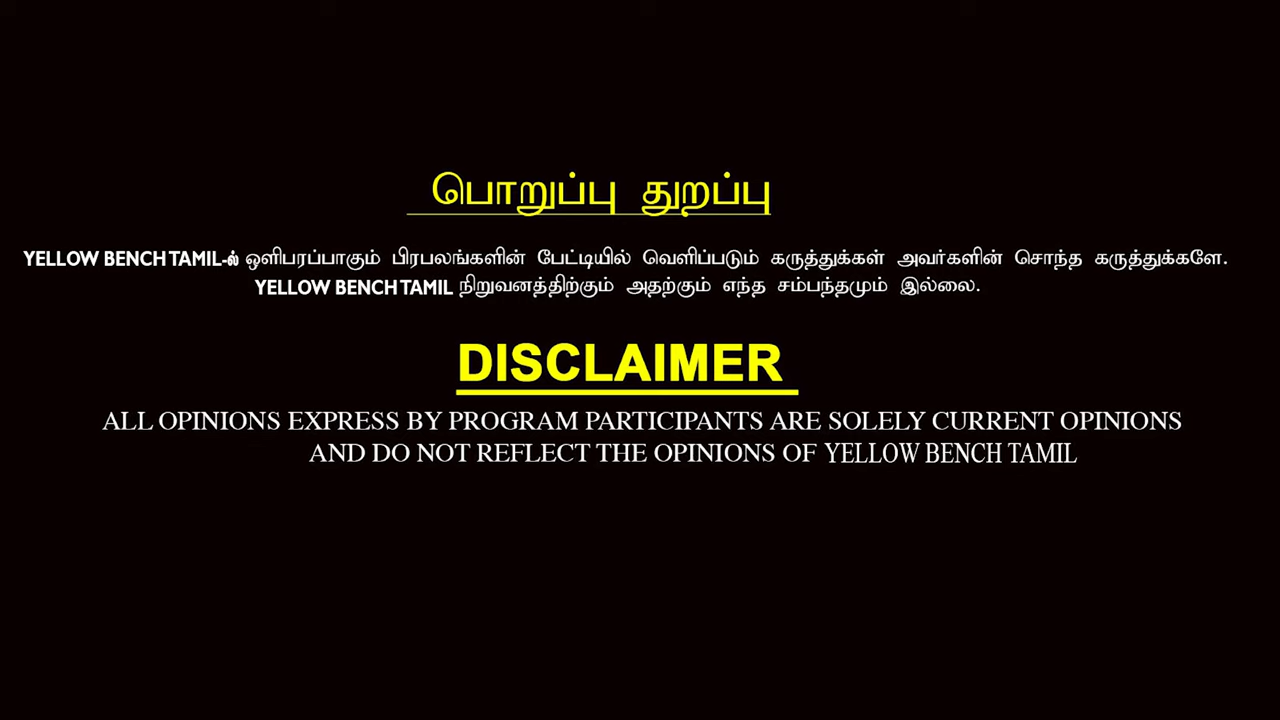 பொறுப்பு துறப்பு
YELLOW BENCH TAMIL-ல் ஒளிபரப்பாகும் பிரபலங்களின் பேட்டியில் வெளிப்படும் கருத்துக்கள் அவர்களின் சொந்த கருத்துக்களே.
YELLOW BENCH TAMIL நிறுவனத்திற்கும் அதற்கும் எந்த சம்பந்தமும் இல்லை.
DISCLAIMER
ALL OPINIONS EXPRESS BY PROGRAM PARTICIPANTS ARE SOLELY CURRENT OPINIONS
AND DO NOT REFLECT THE OPINIONS OF YELLOW BENCH TAMIL